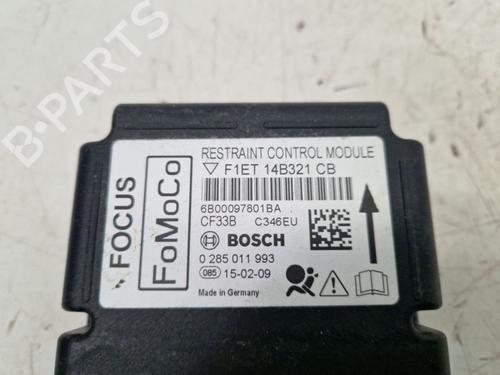 B-PARTS
FOCUS
FoMoCo
RESTRAINT CONTROL MODULE
F1ET 14B321 CB
6B00097801BA
CF33B C346EU
BOSCH
0 285 011 993
085 15-02-09
Made in Germany